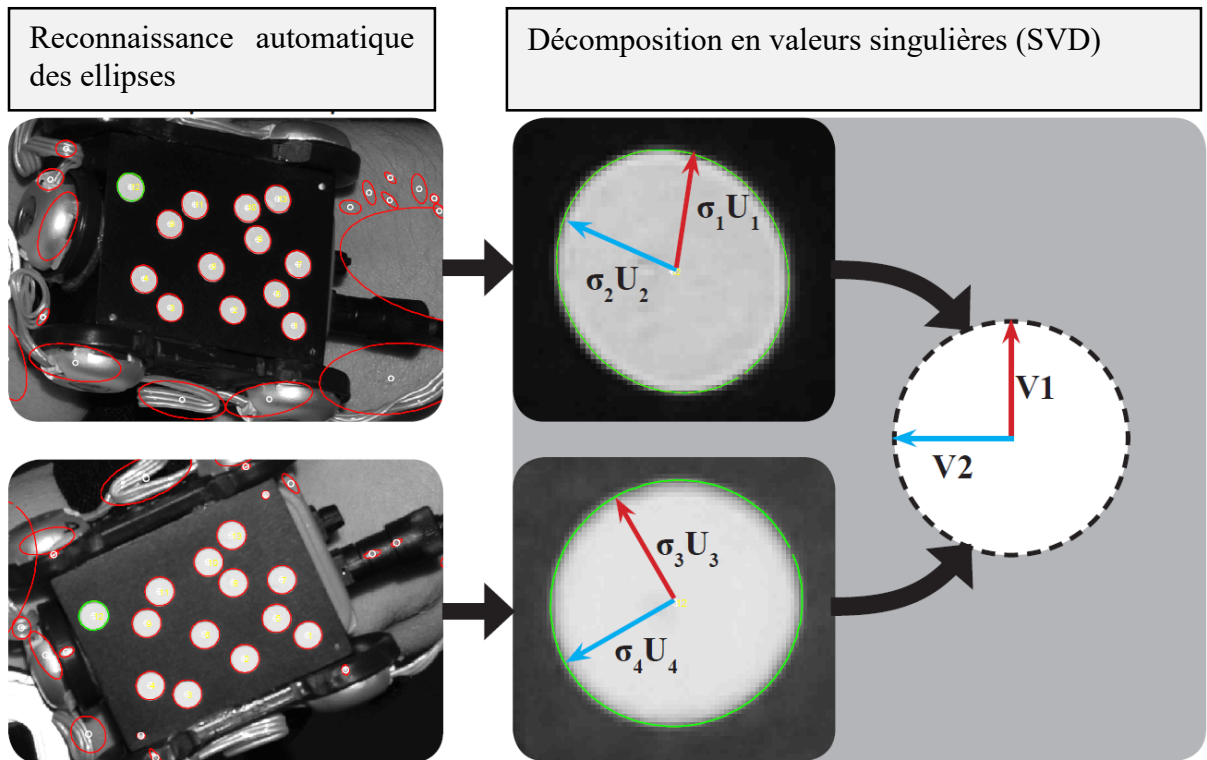 Reconnaissance automatique
des ellipses
Décomposition en valeurs singulières (SVD)
σ₁U₁
σ₂U₂
V1
V2
σ₃U₃
σ₄U₄